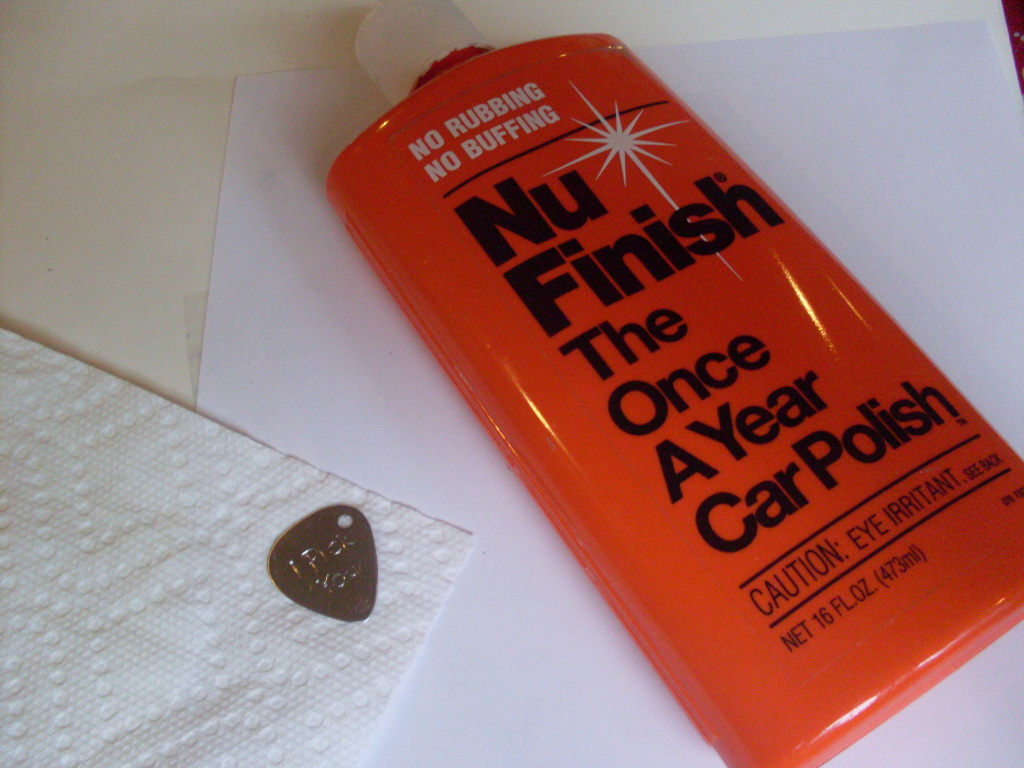 NO RUBBING
NO BUFFING
Nu
Finish®
The
Once
A Year
Car Polish™
CAUTION: EYE IRRITANT, SEE BACK
NET 16 FL.OZ. (473ml)
I Pick
You